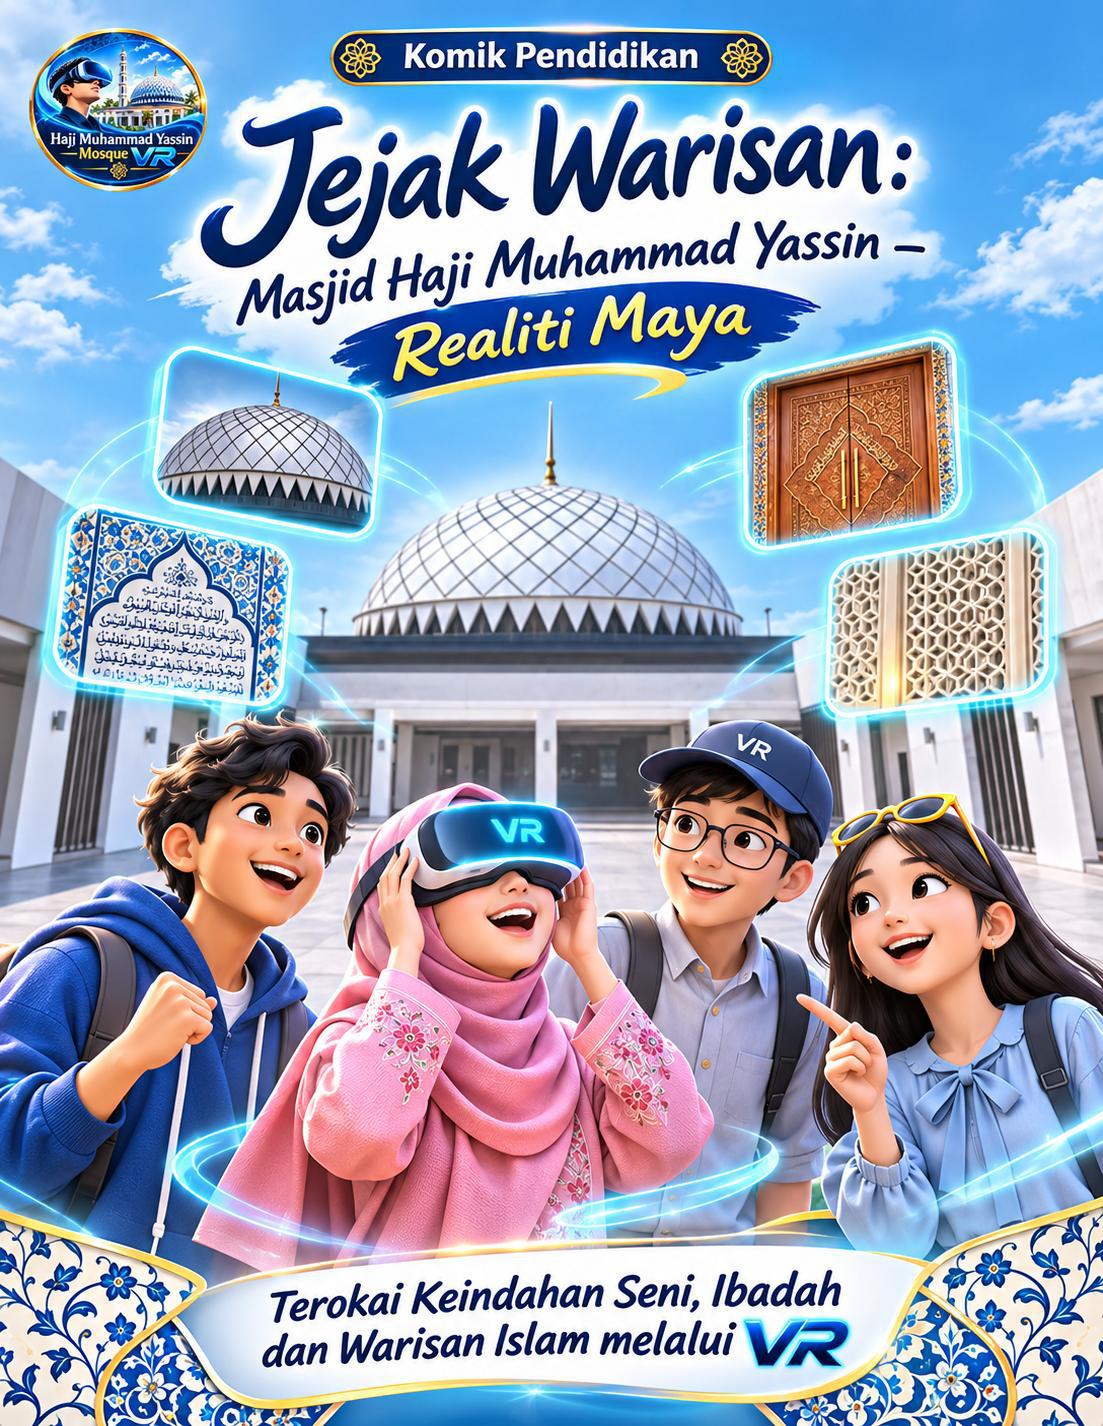 Komik Pendidikan
Haji Muhammad Yassin
Mosque VR
Jejak Warisan:
Masjid Haji Muhammad Yassin –
Realiti Maya
VR
VR
Terokai Keindahan Seni, Ibadah
dan Warisan Islam melalui VR